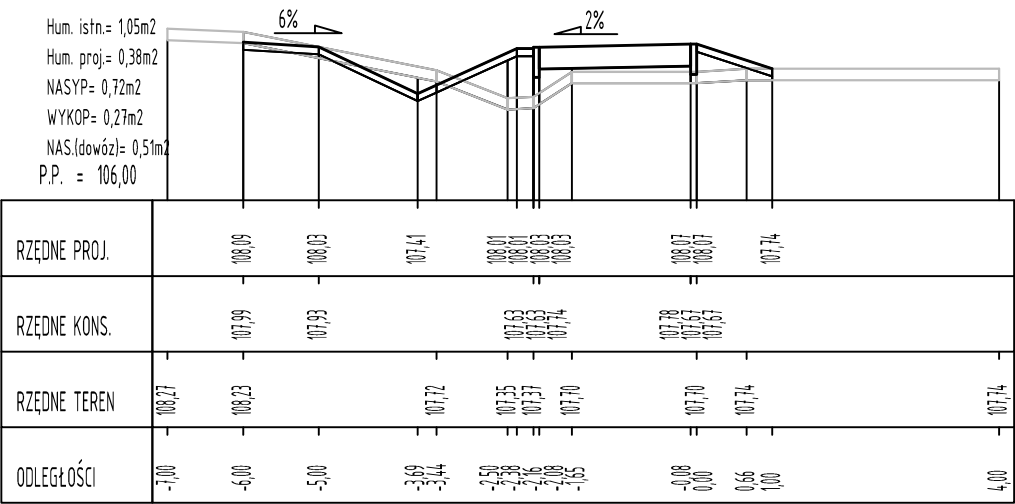 Hum. istn.= 1,05m2
Hum. proj.= 0,38m2
NASYP= 0,72m2
WYKOP= 0,27m2
NAS.(dowóz)= 0,51m2
P.P. = 106,00
6% 2%
RZĘDNE PROJ. 108,09 108,03 107,41 108,01 108,01 108,03 108,03 108,07 108,07 107,74
RZĘDNE KONS. 107,99 107,93 107,63 107,63 107,74 107,78 107,67 107,67
RZĘDNE TEREN 108,27 108,23 107,72 107,35 107,37 107,70 107,70 107,74 107,74
ODLEGŁOŚCI -7,00 -6,00 -5,00 -3,69 -3,44 -2,50 -2,38 -2,16 -2,08 -1,65 -0,08 0,00 0,66 1,00 4,00